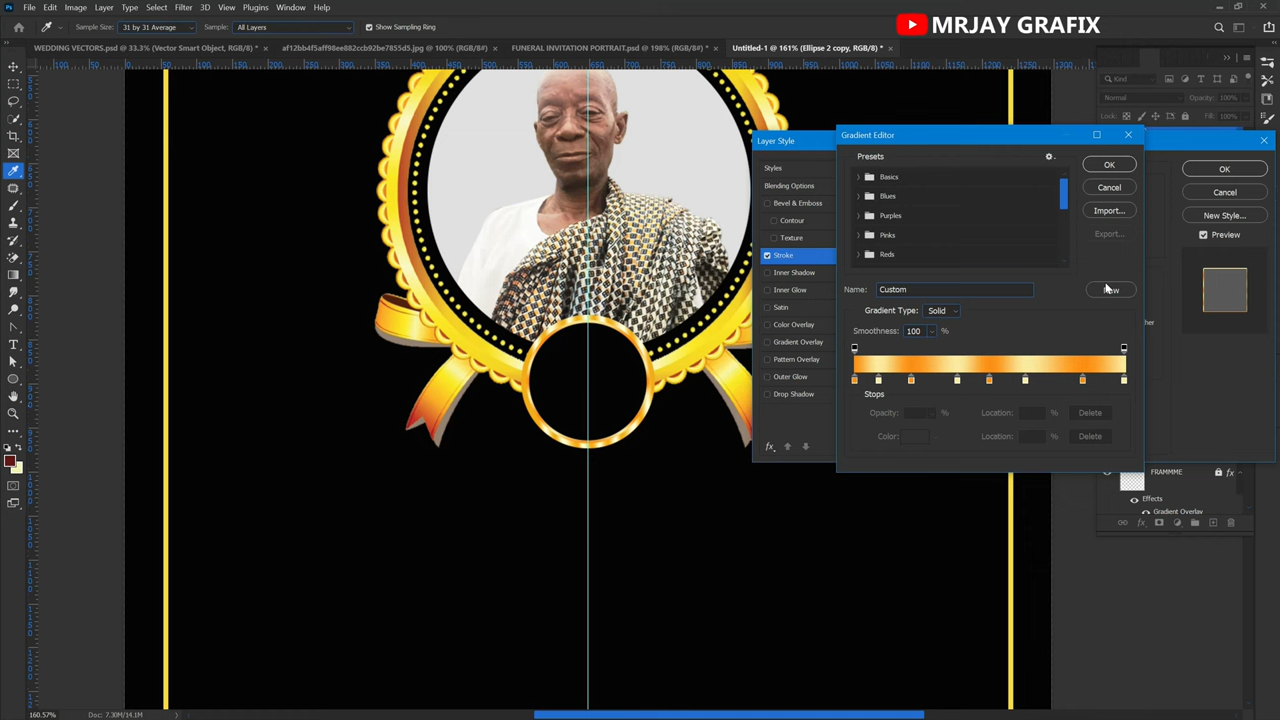 File Edit Image Layer Type Select Filter 3D View Plugins Window Help
MRJAY GRAFIX
Sample Size: 31 by 31 Average Sample: All Layers Show Sampling Ring
WEDDING VECTORS.psd @ 33.3% (Vector Smart Object, RGB/8) * ×
af12bb4f5aff98ee882ccb92be7855d5.jpg @ 100% (RGB/8#) ×
FUNERAL INVITATION PORTRAIT.psd @ 198% (RGB/8#) * ×
Untitled-1 @ 161% (Ellipse 2 copy, RGB/8) * ×
Kind
Normal Opacity: 100%
Lock: Fill: 100%
Layer Style
Styles
Blending Options
Bevel & Emboss
Contour
Texture
Stroke
Inner Shadow
Inner Glow
Satin
Color Overlay
Gradient Overlay
Pattern Overlay
Outer Glow
Drop Shadow
fx
Gradient Editor
Presets
Basics
Blues
Purples
Pinks
Reds
OK
Cancel
Import...
Export...
Name: Custom
Gradient Type: Solid
Smoothness: 100 %
Stops
Opacity: % Location: % Delete
Color: Location: % Delete
OK
Cancel
New Style...
Preview
FRAMMME fx
Effects
Gradient Overlay
160.57% Doc: 7.30M/14.1M